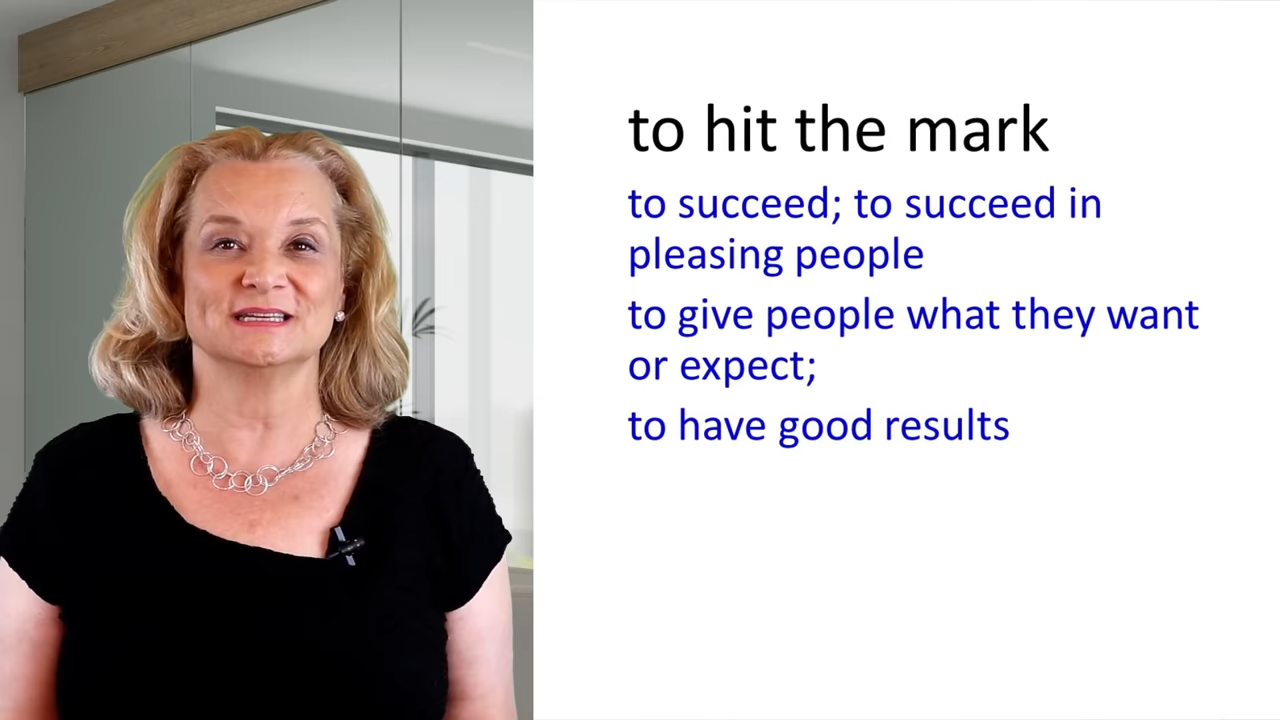 to hit the mark
to succeed; to succeed in
pleasing people
to give people what they want
or expect;
to have good results